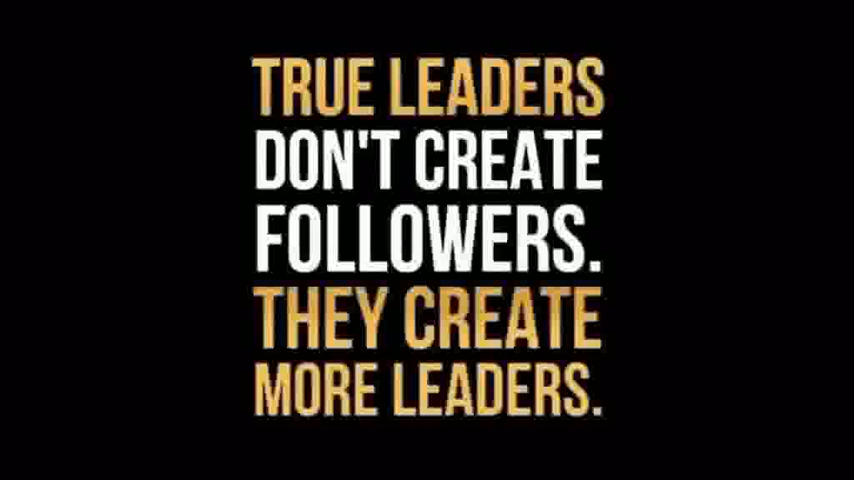 TRUE LEADERS
DON'T CREATE
FOLLOWERS.
THEY CREATE
MORE LEADERS.